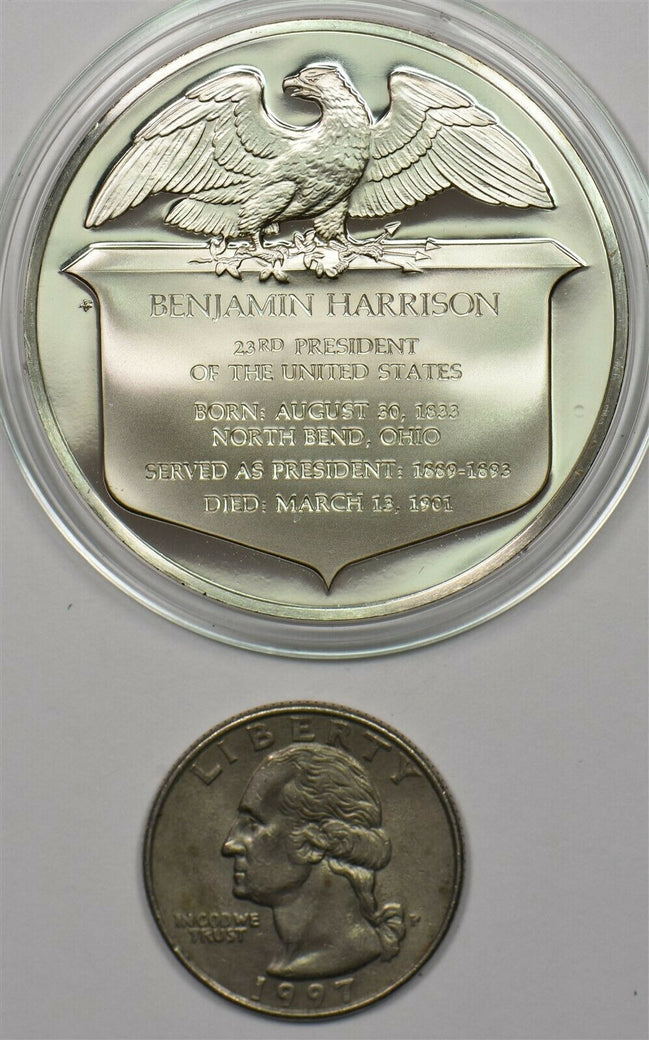 BENJAMIN HARRISON
23RD PRESIDENT
OF THE UNITED STATES
BORN: AUGUST 30, 1833
NORTH BEND, OHIO
SERVED AS PRESIDENT: 1889-1893
DIED: MARCH 13, 1901
LIBERTY
IN GOD WE
TRUST
P
1997